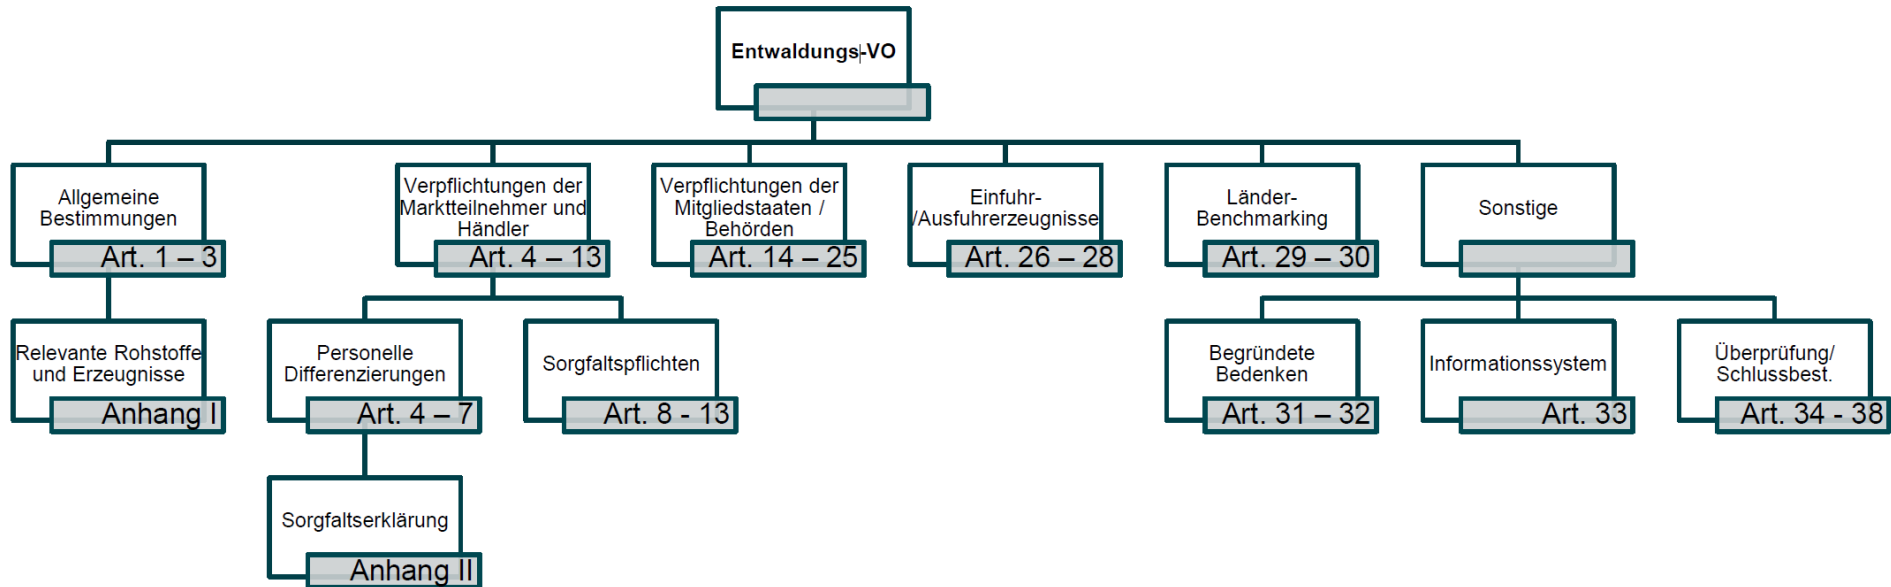 Entwaldungs-VO
Allgemeine
Bestimmungen
Art. 1 – 3
Verpflichtungen der
Marktteilnehmer und
Händler
Art. 4 – 13
Verpflichtungen der
Mitgliedstaaten /
Behörden
Art. 14 – 25
Einfuhr-
/Ausfuhrerzeugnisse
Art. 26 – 28
Länder-
Benchmarking
Art. 29 – 30
Sonstige
Relevante Rohstoffe
und Erzeugnisse
Anhang I
Personelle
Differenzierungen
Art. 4 – 7
Sorgfaltspflichten
Art. 8 - 13
Begründete
Bedenken
Art. 31 – 32
Informationssystem
Art. 33
Überprüfung/
Schlussbest.
Art. 34 - 38
Sorgfaltserklärung
Anhang II